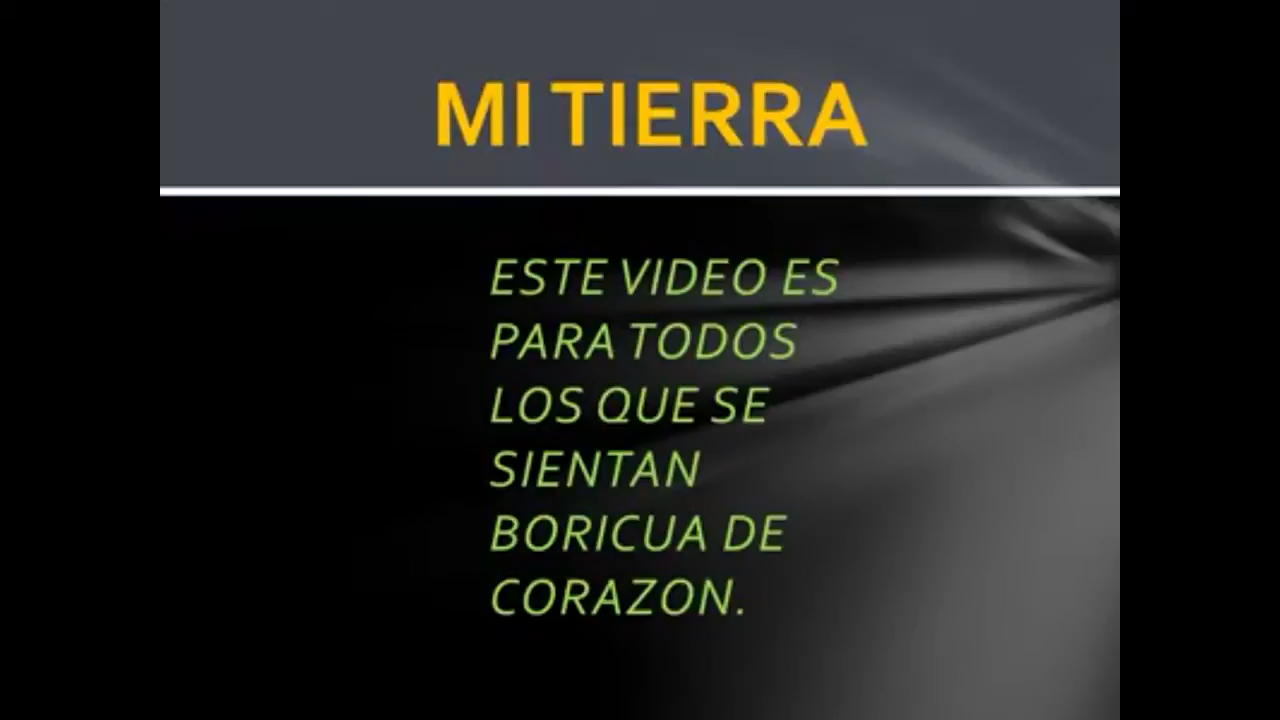 MI TIERRA
ESTE VIDEO ES
PARA TODOS
LOS QUE SE
SIENTAN
BORICUA DE
CORAZON.